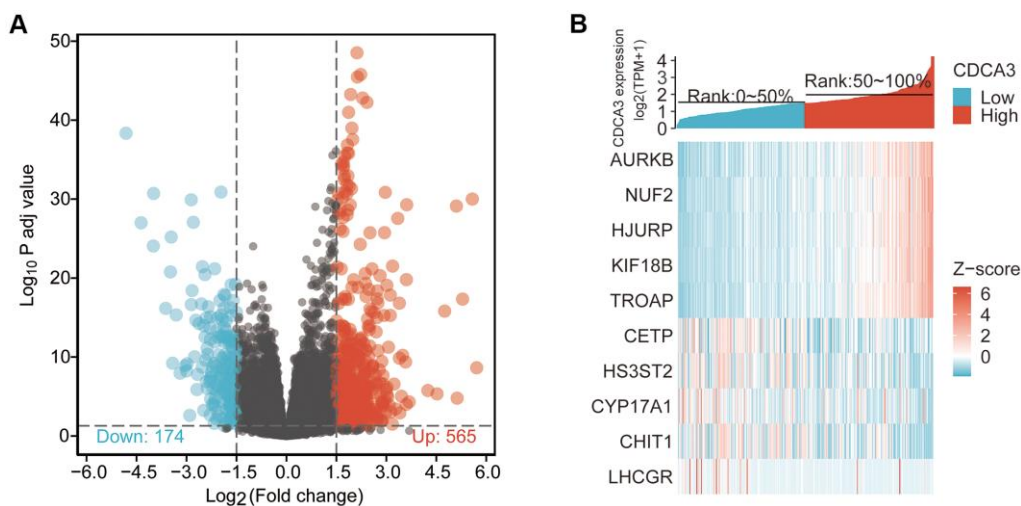 A
50
40
30
20
10
0
Log10 P adj value
Down: 174
Up: 565
−6.0 −4.5 −3.0 −1.5 0.0 1.5 3.0 4.5 6.0
Log2 (Fold change)
B
CDCA3 expression
log2(TPM+1)
4
3
2
1
0
Rank:0~50%
Rank:50~100%
CDCA3
Low
High
AURKB
NUF2
HJURP
KIF18B
TROAP
CETP
HS3ST2
CYP17A1
CHIT1
LHCGR
Z−score
6
4
2
0